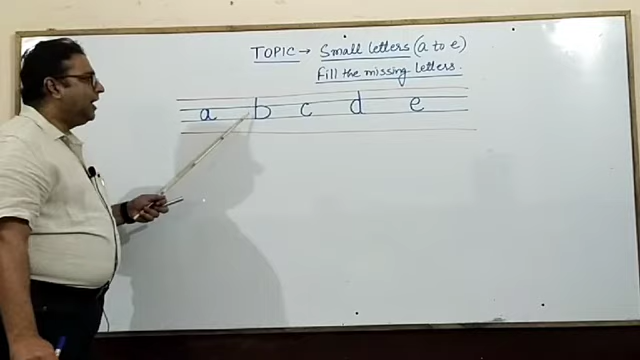 TOPIC → Small letters (a to e)
Fill the missing letters.
a b c d e